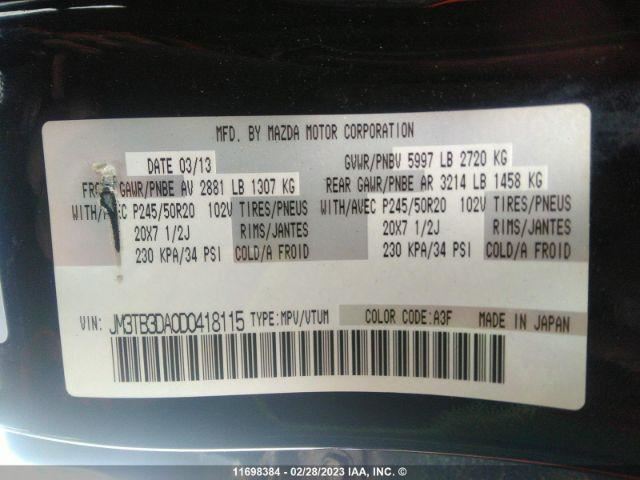 MFD. BY MAZDA MOTOR CORPORATION
DATE 03/13 GVWR/PNBV 5997 LB 2720 KG
GAWR/PNBE AV 2881 LB 1307 KG REAR GAWR/PNBE AR 3214 LB 1458 KG
WITH/AVEC P245/50R20 102V TIRES/PNEUS WITH/AVEC P245/50R20 102V TIRES/PNEUS
20X7 1/2J RIMS/JANTES 20X7 1/2J RIMS/JANTES
230 KPA/34 PSI COLD/A FROID 230 KPA/34 PSI COLD/A FROID
VIN: JM3TB3DA0D0418115 TYPE:MPV/VTUM COLOR CODE: A3F MADE IN JAPAN
11698384 - 02/28/2023 IAA, INC. ©